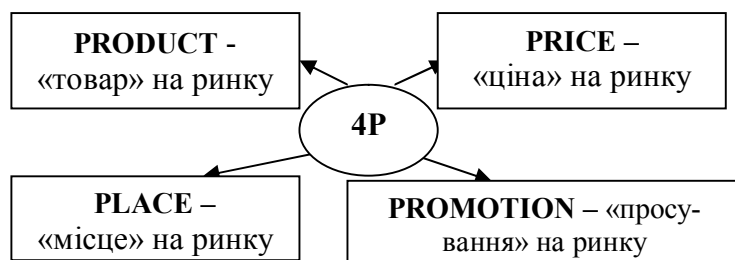 PRODUCT -
«товар» на ринку
PRICE –
«ціна» на ринку
4P
PLACE –
«місце» на ринку
PROMOTION – «просу-
вання» на ринку